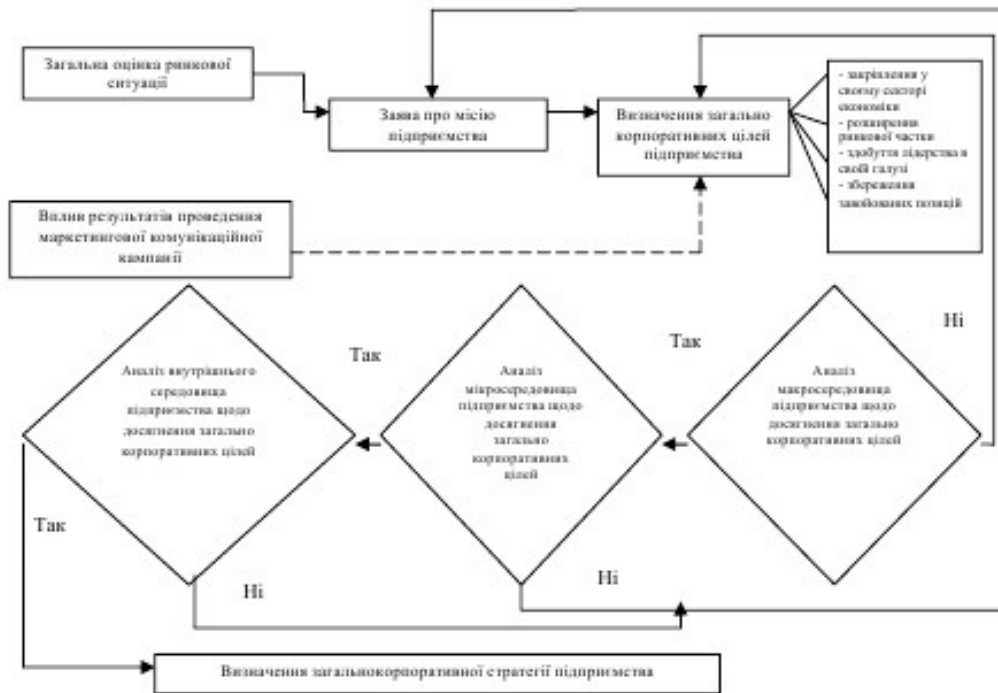 Загальна оцінка ринкової
ситуації
Заява про місію
підприємства
Визначення загально
корпоративних цілей
підприємства
- закріплення у
своєму секторі
економіки
- розширення
ринкової частки
- здобуття лідерства в
своїй галузі
- збереження
завойованих позицій
Вплив результатів проведення
маркетингової комунікаційної
кампанії
Ні
Так
Так
Аналіз внутрішнього
середовища
підприємства щодо
досягнення загально
корпоративних цілей
Аналіз
мікросередовища
підприємства щодо
досягнення
загально
корпоративних
цілей
Аналіз
макросередовища
підприємства щодо
досягнення загально
корпоративних цілей
Так
Ні
Ні
Визначення загальнокорпоративної стратегії підприємства